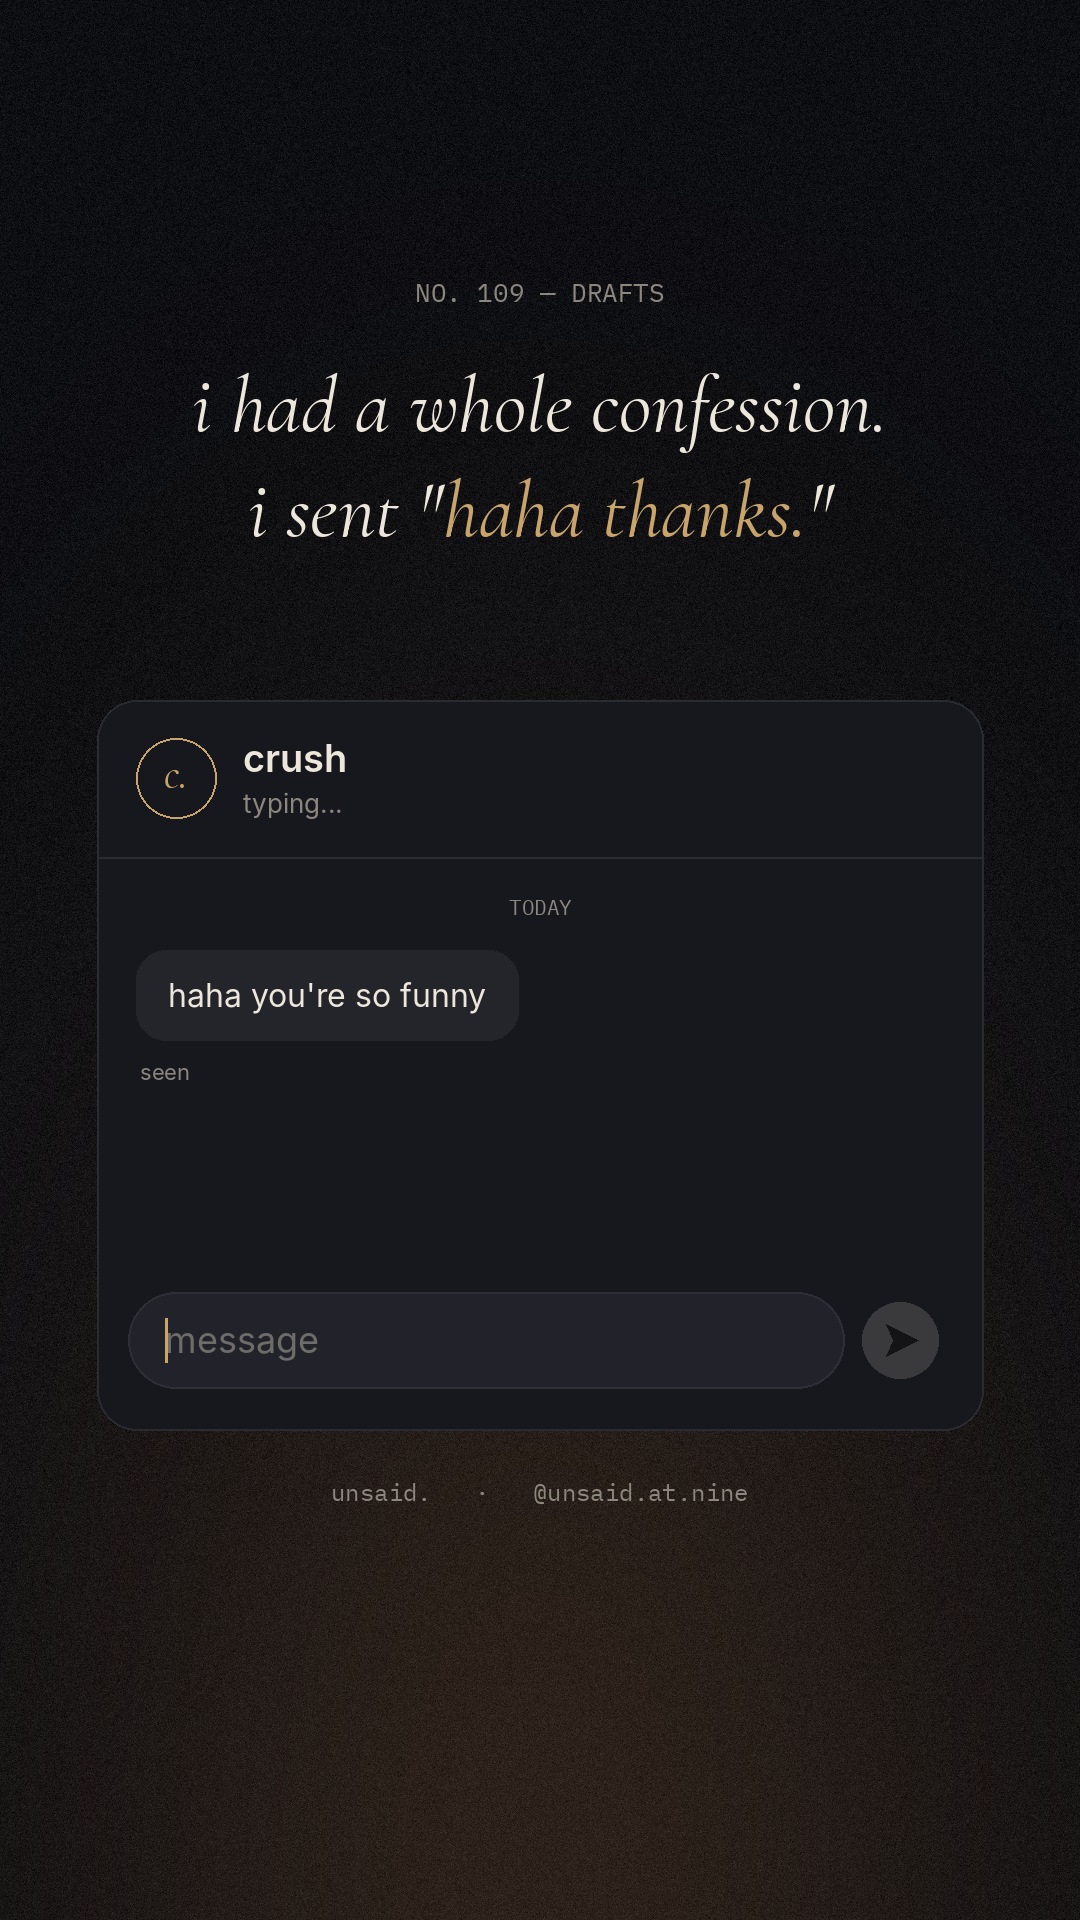 NO. 109 — DRAFTS
i had a whole confession.
i sent "haha thanks."
c.
crush
typing...
TODAY
haha you're so funny
seen
message
unsaid. · @unsaid.at.nine